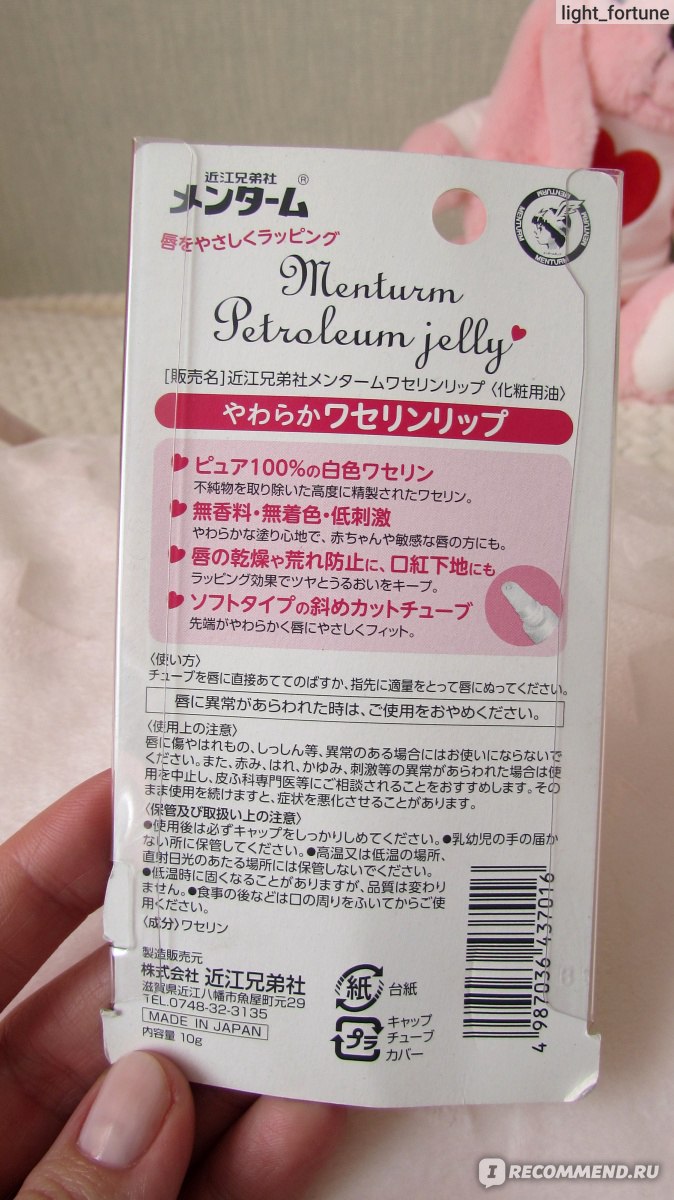 light_fortune
近江兄弟社
メンターム®
MENTURM
MENTURM
MENTURM
MENTURM
唇をやさしくラッピング
Menturm
Petroleum jelly
[販売名]近江兄弟社メンタームワセリンリップ〈化粧用油〉
やわらかワセリンリップ
ピュア100%の白色ワセリン
不純物を取り除いた高度に精製されたワセリン。
無香料・無着色・低刺激
やわらかな塗り心地で、赤ちゃんや敏感な唇の方にも。
唇の乾燥や荒れ防止に、口紅下地にも
ラッピング効果でツヤとうるおいをキープ。
ソフトタイプの斜めカットチューブ
先端がやわらかく唇にやさしくフィット。
〈使い方〉
チューブを唇に直接あててのばすか、指先に適量をとって唇にぬってください。
唇に異常があらわれた時は、ご使用をおやめください。
〈使用上の注意〉
唇に傷やはれもの、しっしん等、異常のある場合にはお使いにならないで
ください。また、赤み、はれ、かゆみ、刺激等の異常があらわれた場合は使
用を中止し、皮ふ科専門医等にご相談されることをおすすめします。その
まま使用を続けますと、症状を悪化させることがあります。
〈保管及び取扱い上の注意〉
●使用後は必ずキャップをしっかりしめてください。●乳幼児の手の届か
ない所に保管してください。●高温又は低温の場所、
直射日光のあたる場所には保管しないでください。
●低温時に固くなることがありますが、品質は変わり
ません。●食事の後などは口の周りをふいてからご使
用ください。
〈成分〉ワセリン
製造販売元
株式会社 近江兄弟社
滋賀県近江八幡市魚屋町元29
TEL.0748-32-3135
MADE IN JAPAN
内容量 10g
紙 台紙
プラ キャップ
チューブ
カバー
4 987036 437016
IRECOMMEND.RU